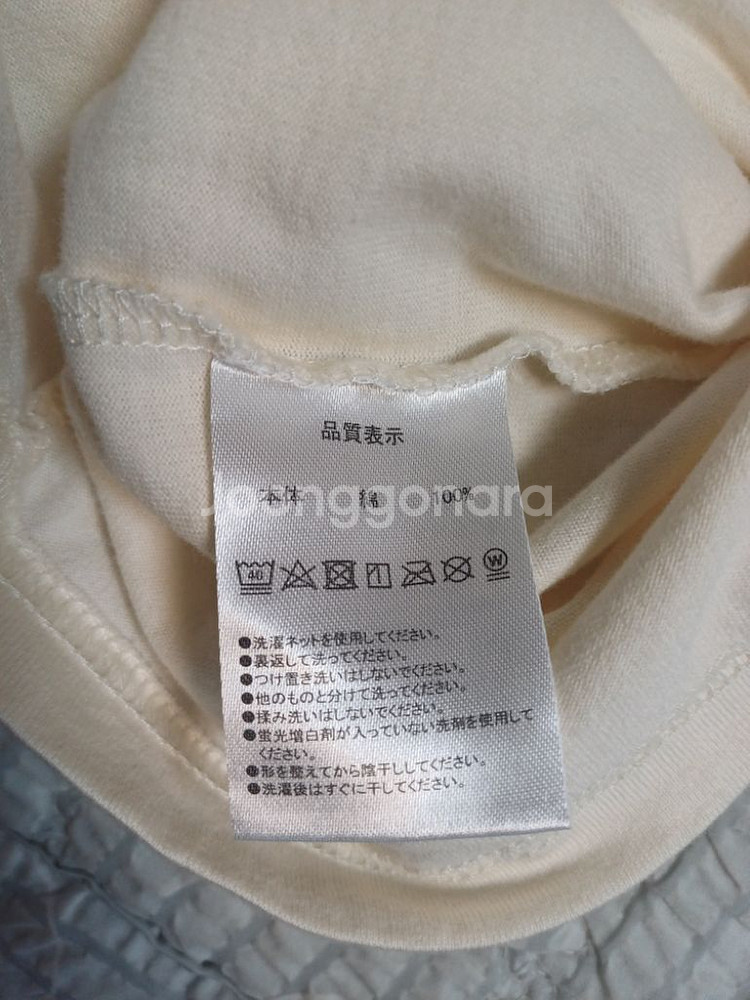 品質表示
本体 綿 100%
joonggonara
40 W
●洗濯ネットを使用してください。
●裏返して洗ってください。
●つけ置き洗いはしないでください。
●他のものと分けて洗ってください。
●揉み洗いはしないでください。
●蛍光増白剤が入っていない洗剤を使用して
ください。
●形を整えてから陰干ししてください。
●洗濯後はすぐに干してください。